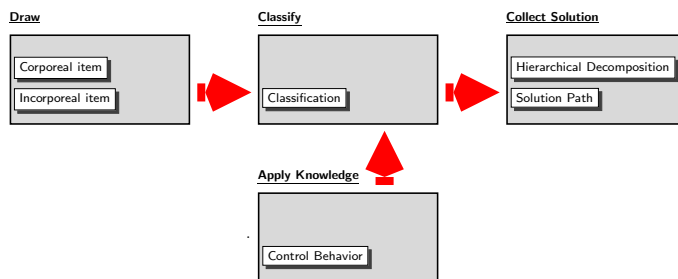 Draw
Corporeal item
Incorporeal item
Classify
Classification
Collect Solution
Hierarchical Decomposition
Solution Path
Apply Knowledge
Control Behavior